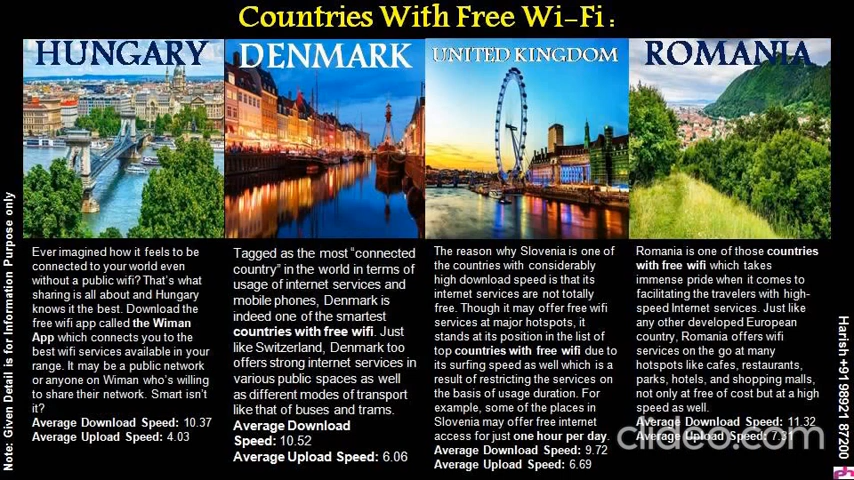 Countries With Free Wi-Fi :
HUNGARY
DENMARK
UNITED KINGDOM
ROMANIA
Ever imagined how it feels to be
connected to your world even
without a public wifi? That's what
sharing is all about and Hungary
knows it the best. Download the
free wifi app called the Wiman
App which connects you to the
best wifi services available in your
range. It may be a public network
or anyone on Wiman who's willing
to share their network. Smart isn't
it?
Average Download Speed: 10.37
Average Upload Speed: 4.03
Tagged as the most "connected
country" in the world in terms of
usage of internet services and
mobile phones, Denmark is
indeed one of the smartest
countries with free wifi. Just
like Switzerland, Denmark too
offers strong internet services in
various public spaces as well
as different modes of transport
like that of buses and trams.
Average Download
Speed: 10.52
Average Upload Speed: 6.06
The reason why Slovenia is one of
the countries with considerably
high download speed is that its
internet services are not totally
free. Though it may offer free wifi
services at major hotspots, it
stands at its position in the list of
top countries with free wifi due to
its surfing speed as well which is a
result of restricting the services on
the basis of usage duration. For
example, some of the places in
Slovenia may offer free internet
access for just one hour per day.
Average Download Speed: 9.72
Average Upload Speed: 6.69
Romania is one of those countries
with free wifi which takes
immense pride when it comes to
facilitating the travelers with high-
speed Internet services. Just like
any other developed European
country, Romania offers wifi
services on the go at many
hotspots like cafes, restaurants,
parks, hotels, and shopping malls,
not only at free of cost but at a high
speed as well.
Average Download Speed: 11.32
Average Upload Speed: 7.31
Note: Given Detail is for Information Purpose only
Harish +91 98921 87200
clideo.com